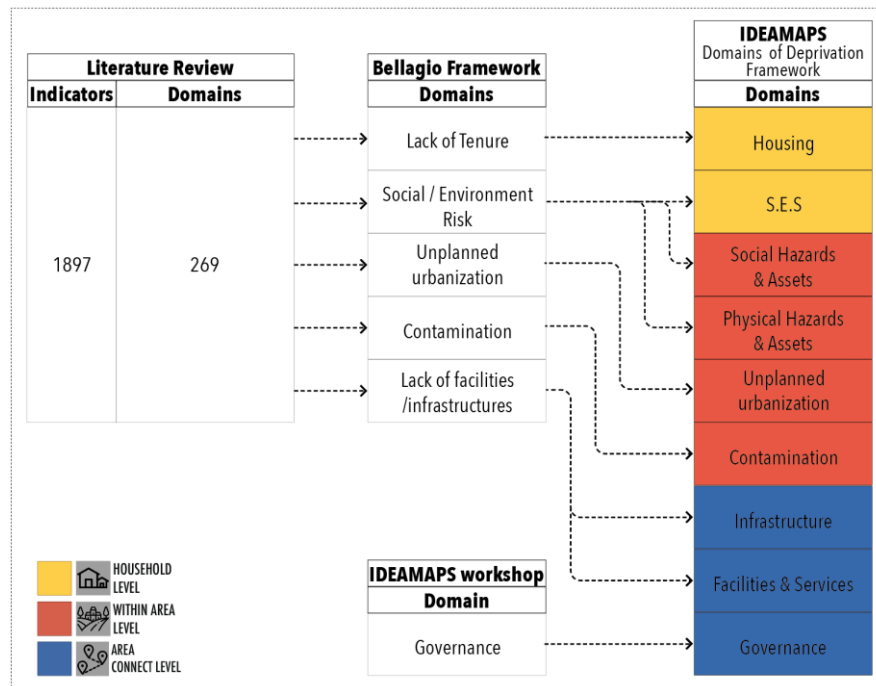 Literature Review
Indicators
Domains
1897
269
Bellagio Framework
Domains
Lack of Tenure
Social / Environment
Risk
Unplanned
urbanization
Contamination
Lack of facilities
/infrastructures
IDEAMAPS workshop
Domain
Governance
IDEAMAPS
Domains of Deprivation
Framework
Domains
Housing
S.E.S
Social Hazards
& Assets
Physical Hazards
& Assets
Unplanned
urbanization
Contamination
Infrastructure
Facilities & Services
Governance
HOUSEHOLD
LEVEL
WITHIN AREA
LEVEL
AREA
CONNECT LEVEL